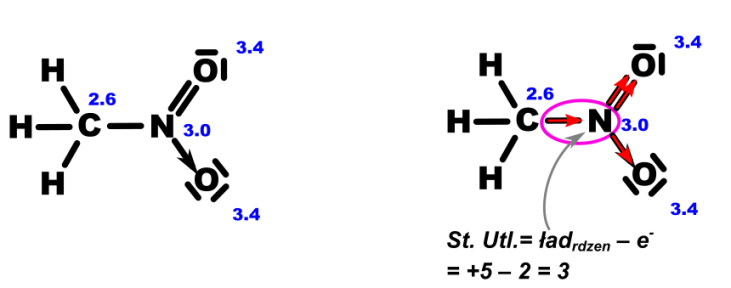 3.4
H
O
2.6
H C N 3.0
H
O
3.4
3.4
H
O
2.6
H C N 3.0
H
O
3.4
St. Utl.= ładrdzen – e-
= +5 – 2 = 3